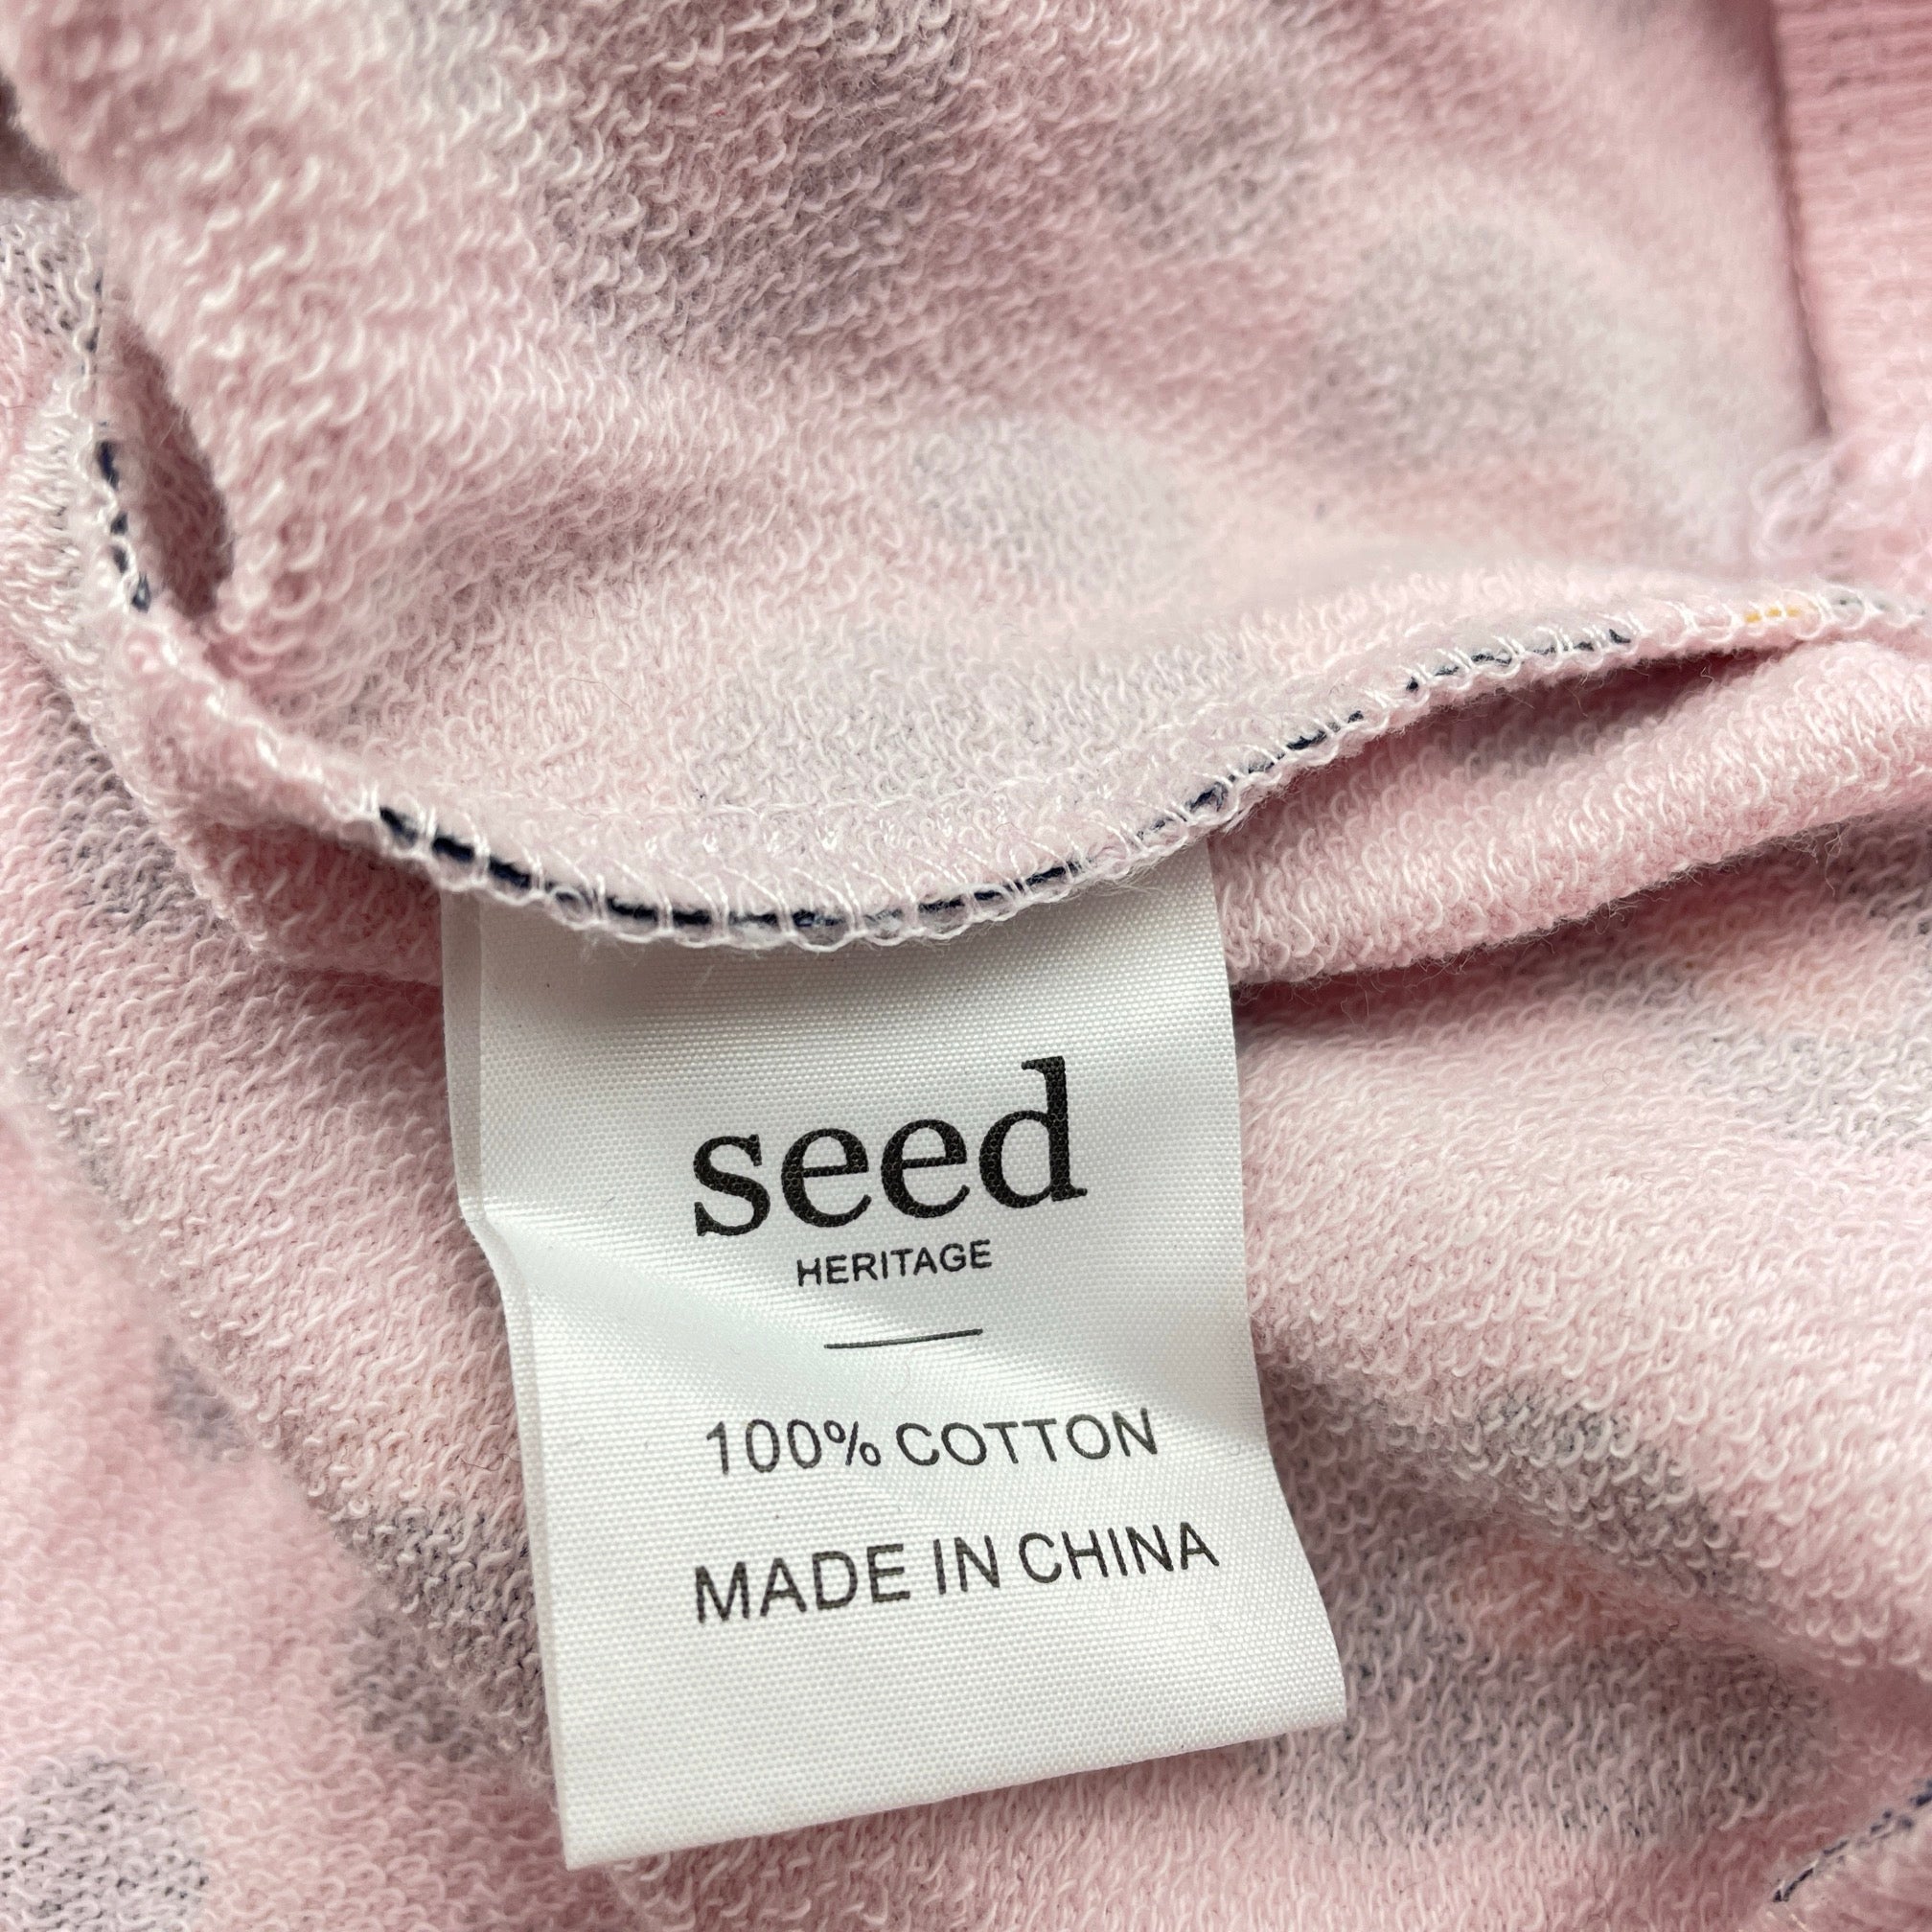 seed
HERITAGE
100% COTTON
MADE IN CHINA